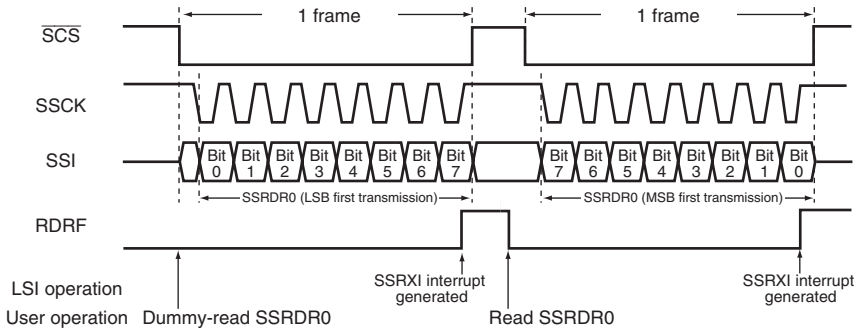 1 frame 1 frame
SCS
SSCK
SSI
Bit 0 Bit 1 Bit 2 Bit 3 Bit 4 Bit 5 Bit 6 Bit 7 Bit 7 Bit 6 Bit 5 Bit 4 Bit 3 Bit 2 Bit 1 Bit 0
SSRDR0 (LSB first transmission) SSRDR0 (MSB first transmission)
RDRF
LSI operation
SSRXI interrupt generated
SSRXI interrupt generated
User operation Dummy-read SSRDR0 Read SSRDR0